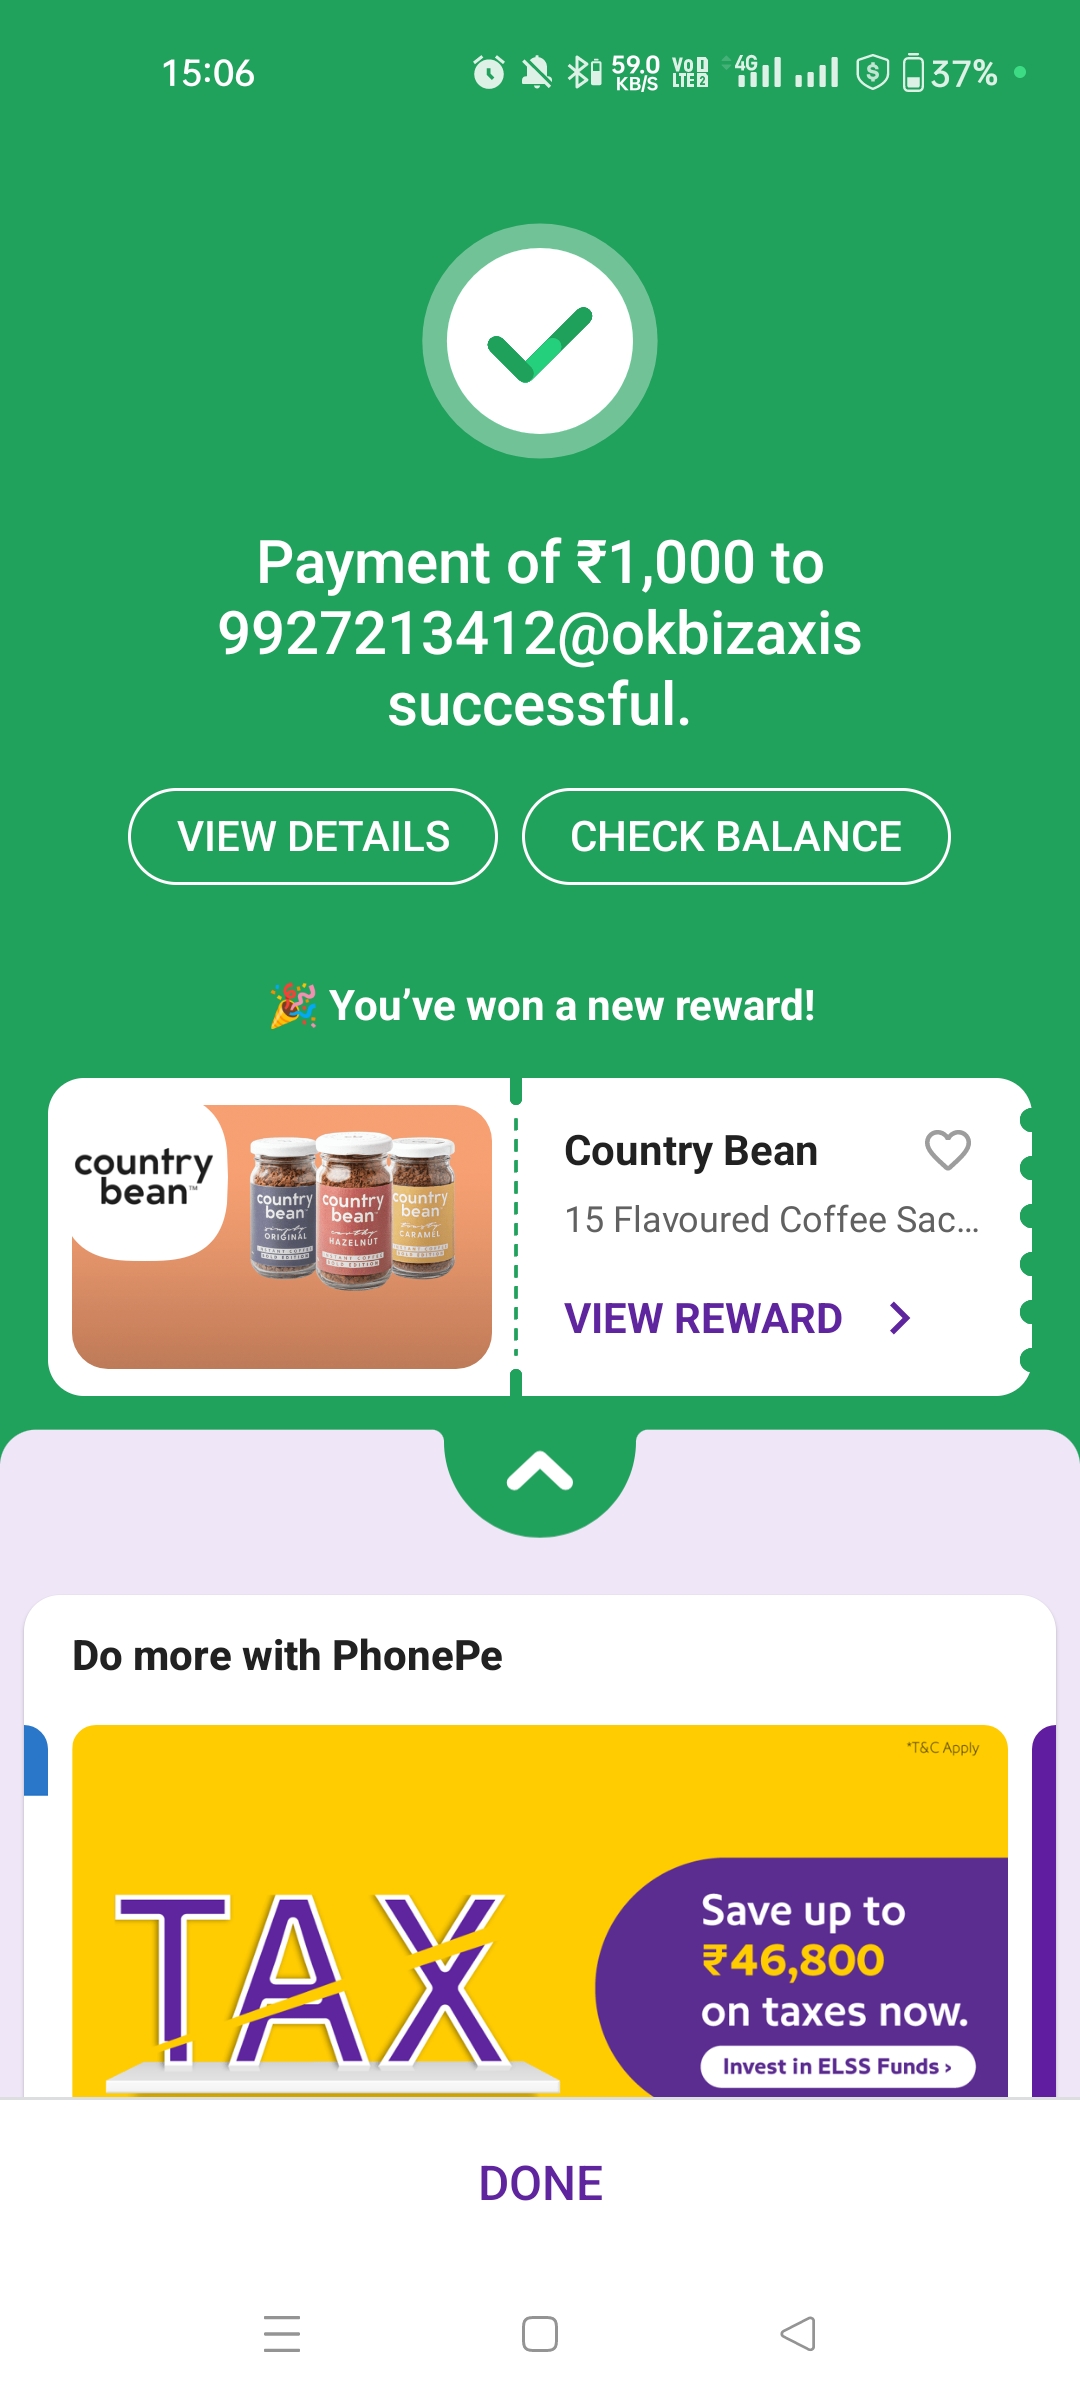 15:06
59.0
KB/S
VoD
LTE 2
4G
$
37%
Payment of ₹1,000 to
9927213412@okbizaxis
successful.
VIEW DETAILS
CHECK BALANCE
🎉 You’ve won a new reward!
country
bean™
country
bean
simply
ORIGINAL
country
bean
HAZELNUT
country
bean
toasty
CARAMEL
Country Bean
15 Flavoured Coffee Sac...
VIEW REWARD
Do more with PhonePe
*T&C Apply
TAX
Save up to
₹46,800
on taxes now.
Invest in ELSS Funds ›
DONE